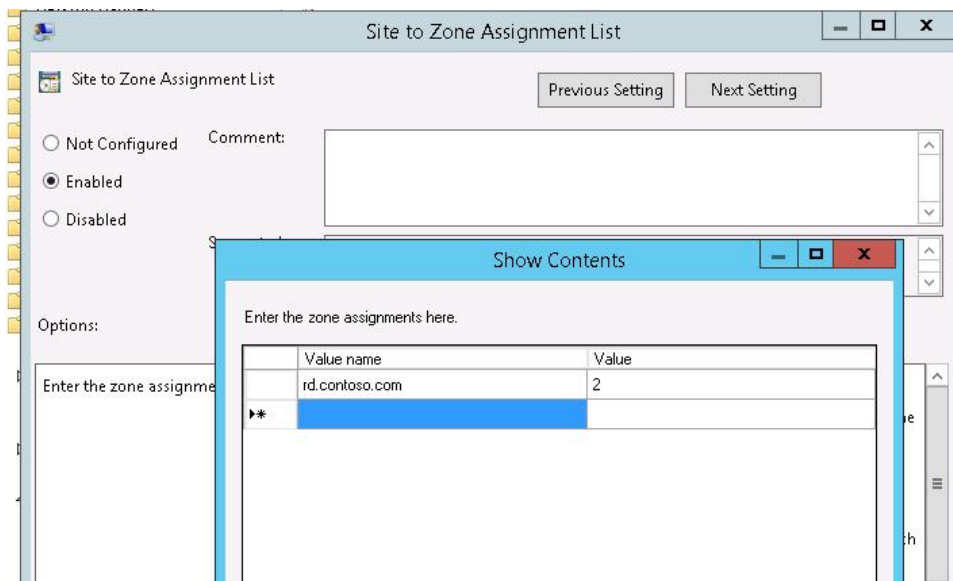 Site to Zone Assignment List
Site to Zone Assignment List
Previous Setting
Next Setting
Not Configured
Comment:
Enabled
Disabled
Show Contents
Options:
Enter the zone assignments here.
Value name Value
Enter the zone assignme
rd.contoso.com 2